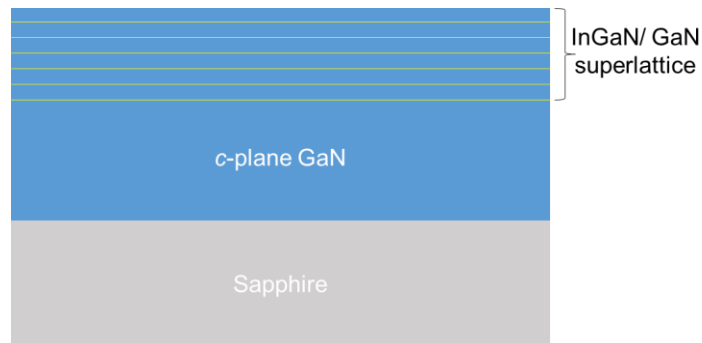 InGaN/ GaN
superlattice
c-plane GaN
Sapphire